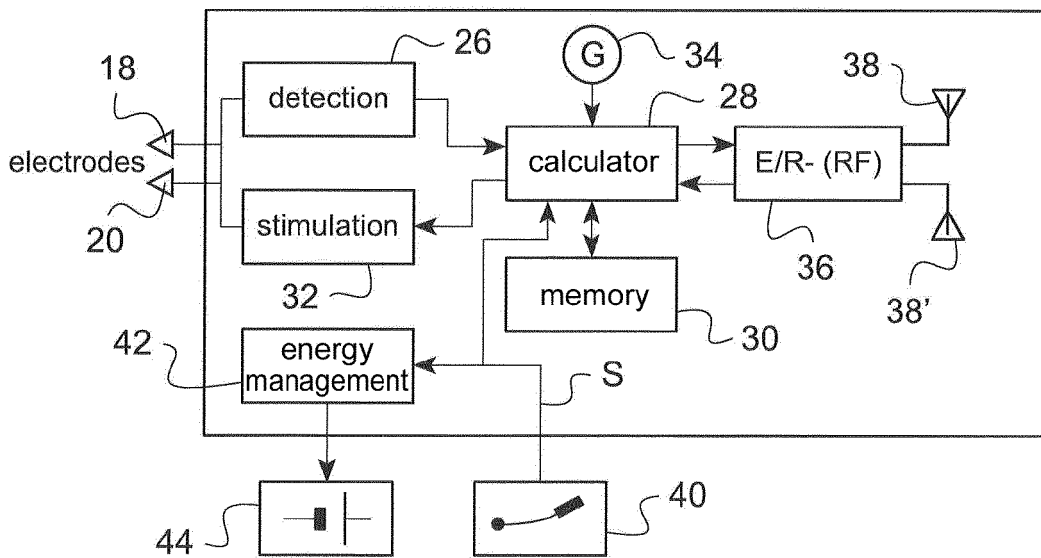 26
G
34
38
18
detection
28
electrodes
calculator
E/R- (RF)
20
stimulation
36
38’
32
memory
30
42
energy
management
S
44
40